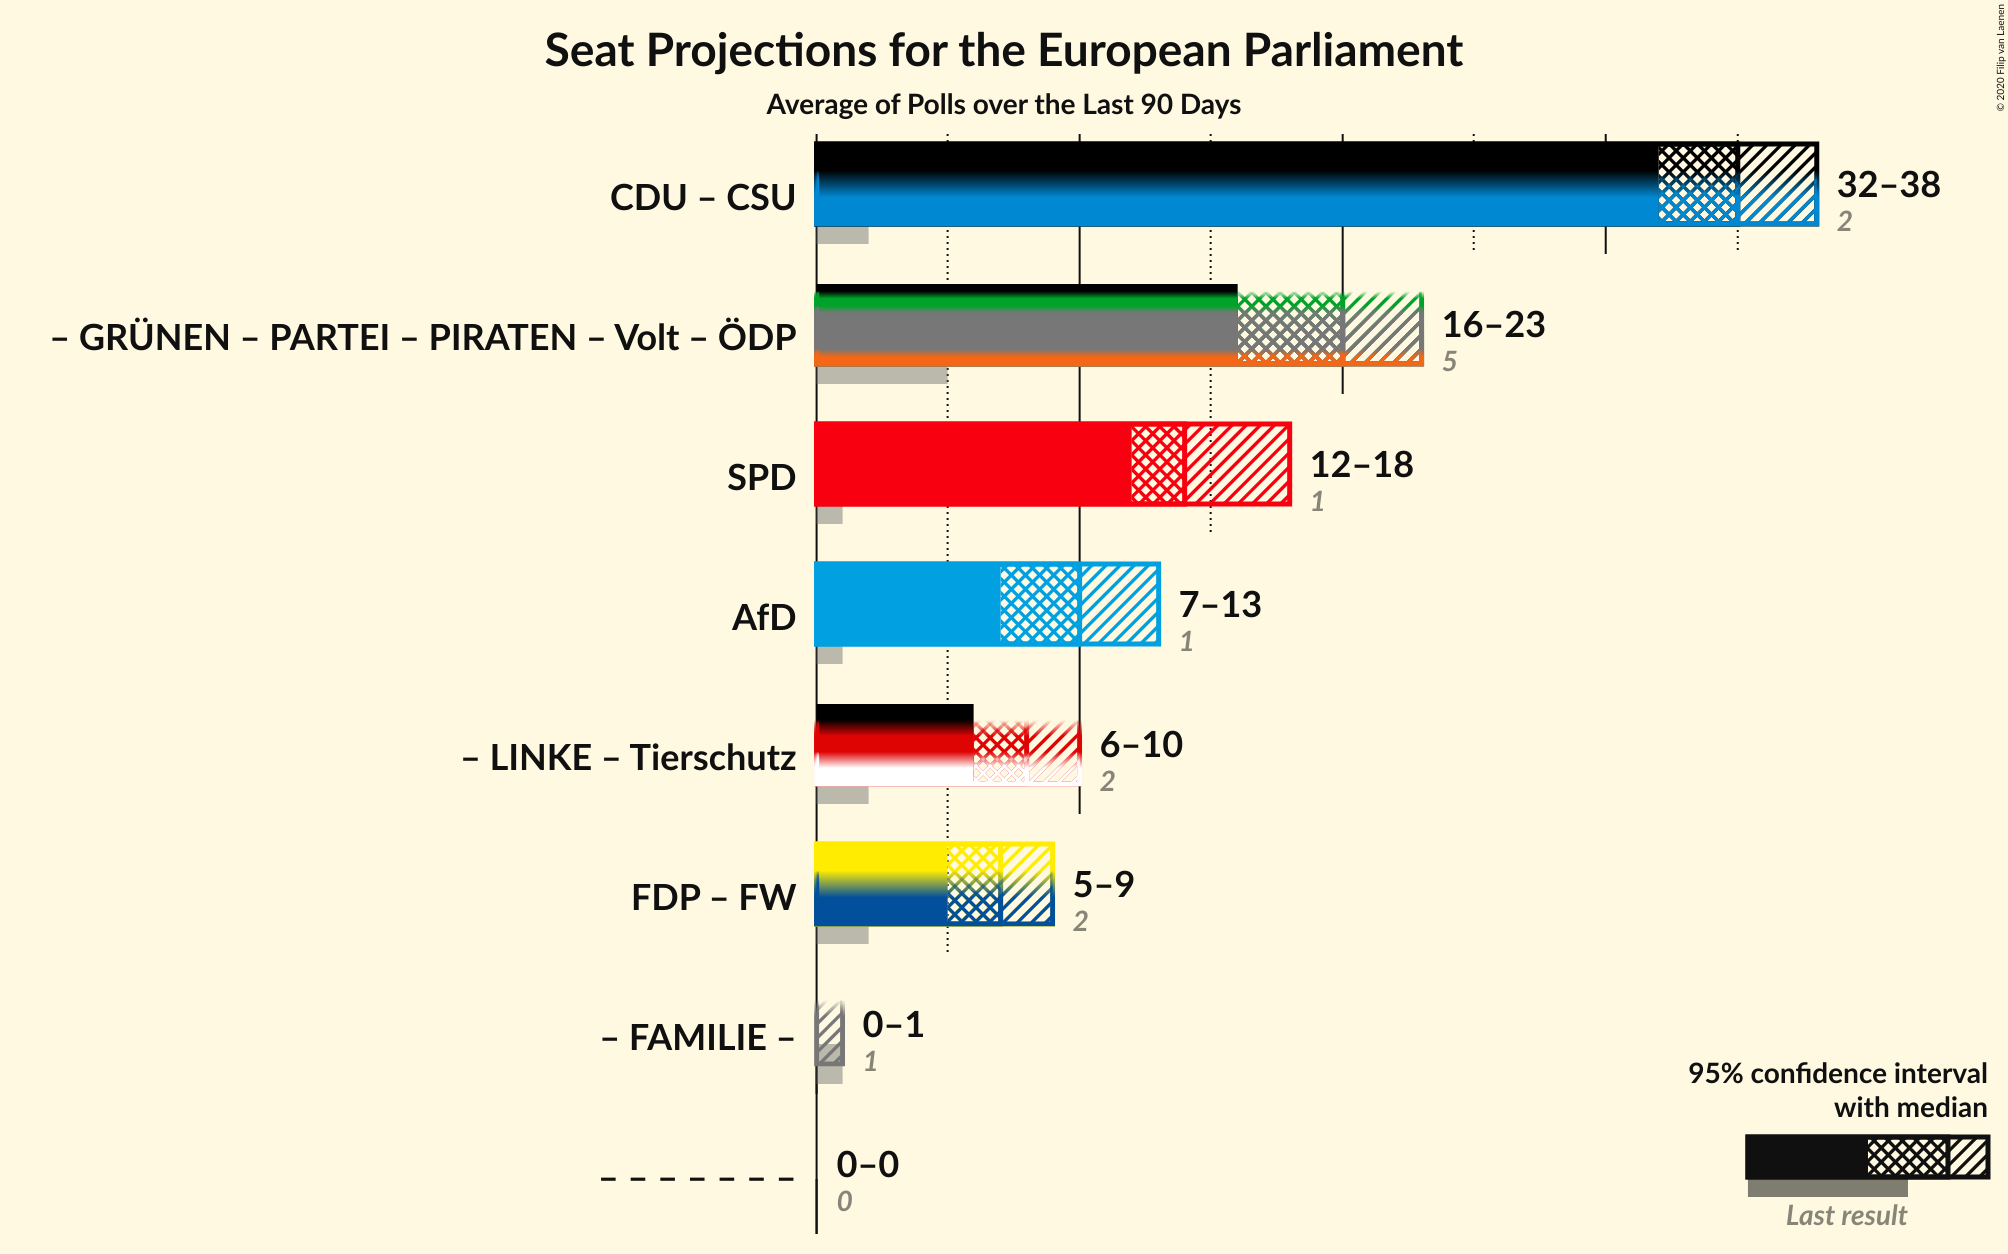 Seat Projections for the European Parliament
Average of Polls over the Last 90 Days
© 2020 Filip van Laenen
CDU – CSU
32–38
2
– GRÜNEN – PARTEI – PIRATEN – Volt – ÖDP
16–23
5
SPD
12–18
1
AfD
7–13
1
– LINKE – Tierschutz
6–10
2
FDP – FW
5–9
2
– FAMILIE –
0–1
1
– – – – – – –
0–0
0
95% confidence interval
with median
Last result